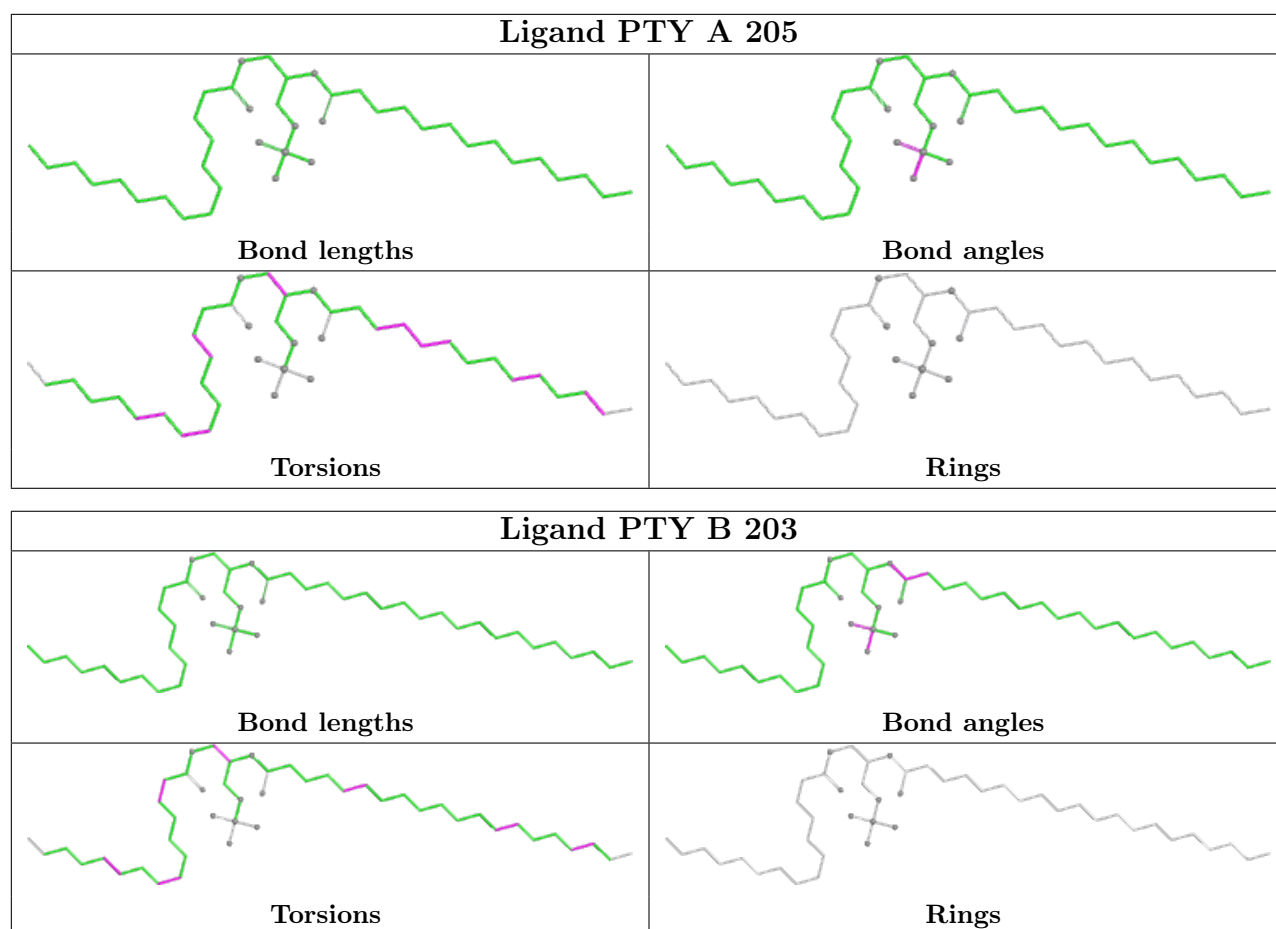 Ligand PTY A 205
Bond lengths
Bond angles
Torsions
Rings
Ligand PTY B 203
Bond lengths
Bond angles
Torsions
Rings